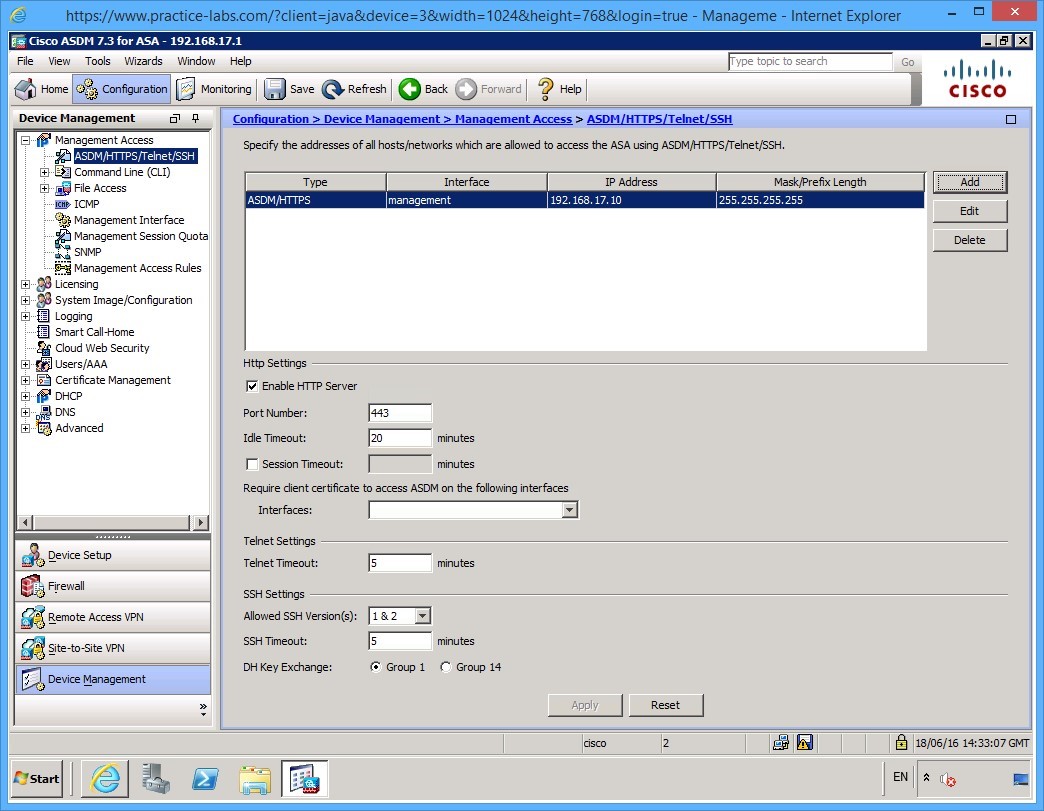 https://www.practice-labs.com/?client=java&device=3&width=1024&height=768&login=true - Manageme - Internet Explorer
Cisco ASDM 7.3 for ASA - 192.168.17.1
File View Tools Wizards Window Help
Type topic to search Go
Home Configuration Monitoring Save Refresh Back Forward Help
CISCO
Device Management
Management Access
ASDM/HTTPS/Telnet/SSH
Command Line (CLI)
File Access
ICMP ICMP
Management Interface
Management Session Quota
SNMP
Management Access Rules
Licensing
System Image/Configuration
Logging
Smart Call-Home
Cloud Web Security
Users/AAA
Certificate Management
DHCP
DNS DNS
Advanced
Device Setup
Firewall
Remote Access VPN
Site-to-Site VPN
Device Management
Configuration > Device Management > Management Access > ASDM/HTTPS/Telnet/SSH
Specify the addresses of all hosts/networks which are allowed to access the ASA using ASDM/HTTPS/Telnet/SSH.
Type Interface IP Address Mask/Prefix Length
ASDM/HTTPS management 192.168.17.10 255.255.255.255
Add
Edit
Delete
Http Settings
Enable HTTP Server
Port Number: 443
Idle Timeout: 20 minutes
Session Timeout: minutes
Require client certificate to access ASDM on the following interfaces
Interfaces:
Telnet Settings
Telnet Timeout: 5 minutes
SSH Settings
Allowed SSH Version(s): 1 & 2
SSH Timeout: 5 minutes
DH Key Exchange: Group 1 Group 14
Apply Reset
cisco 2 18/06/16 14:33:07 GMT
Start EN